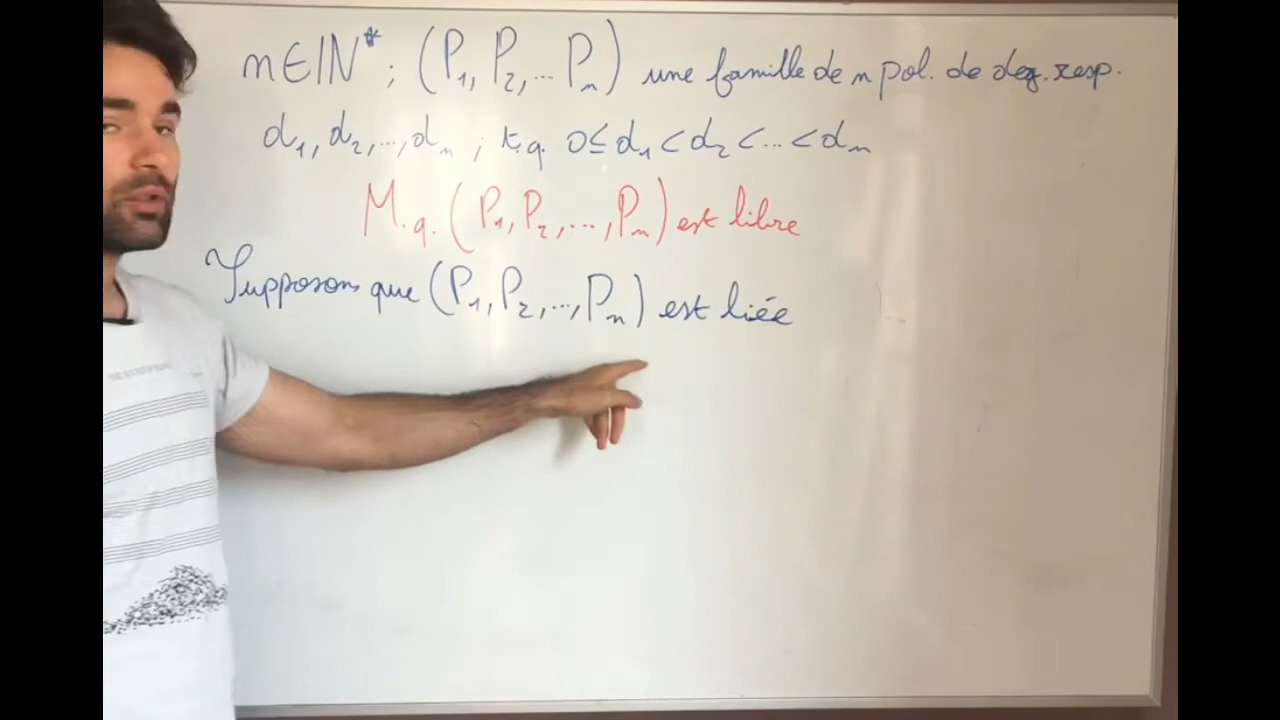 n∈ℕ* ; (P₁, P₂, ... Pₙ) une famille de n pol. de deg. resp.
d₁, d₂, ..., dₙ ; t.q. 0≤d₁<d₂<...<dₙ
M.q. (P₁, P₂, ..., Pₙ) est libre
Supposons que (P₁, P₂, ..., Pₙ) est liée